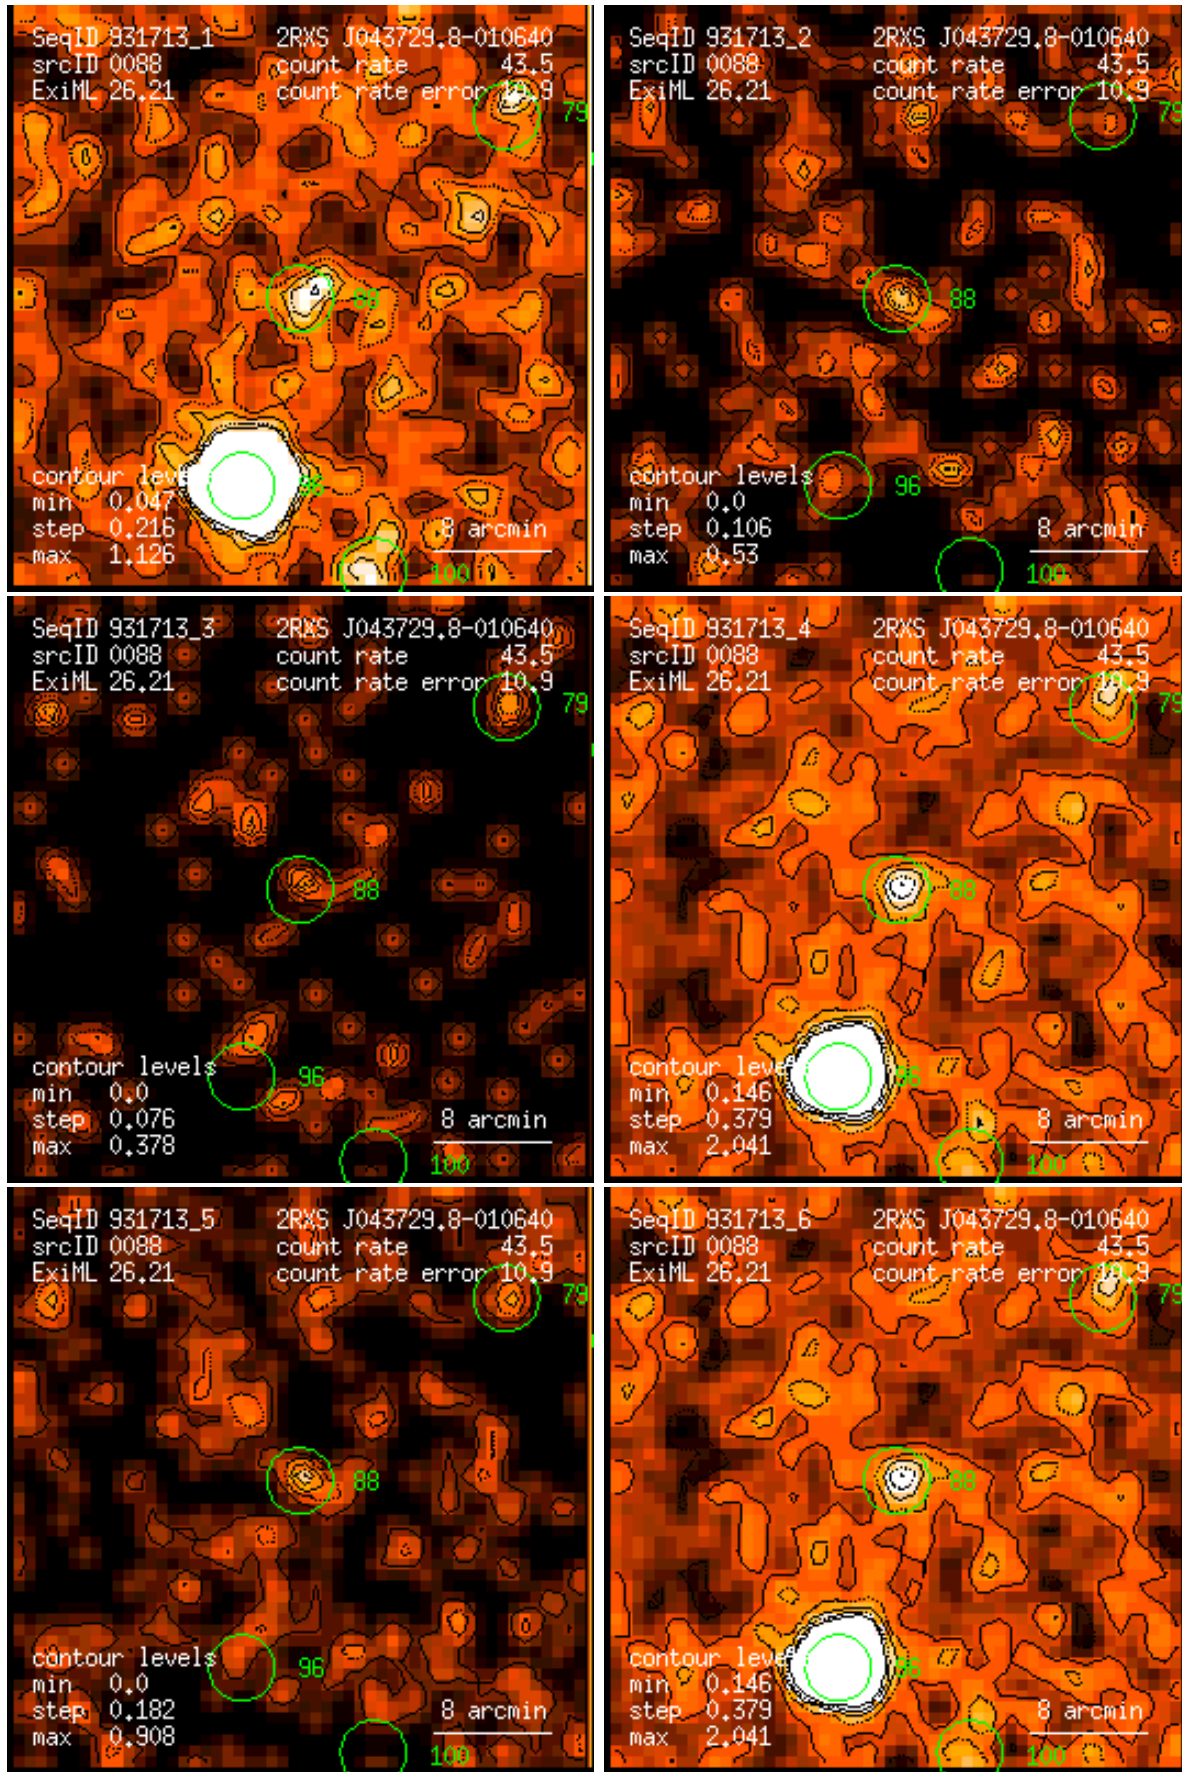 SeqID 931713_1 2RXS J043729.8-010640
srcID 0088 count rate 43.5
ExiML 26.21 count rate error 10.9
79
88
contour levels
96
min 0.047
step 0.216 8 arcmin
max 1.126
100
SeqID 931713_2 2RXS J043729.8-010640
srcID 0088 count rate 43.5
ExiML 26.21 count rate error 10.9
79
88
contour levels
96
min 0.0
step 0.106 8 arcmin
max 0.53
100
SeqID 931713_3 2RXS J043729.8-010640
srcID 0088 count rate 43.5
ExiML 26.21 count rate error 10.9
79
88
contour levels
96
min 0.0
step 0.076 8 arcmin
max 0.378
100
SeqID 931713_4 2RXS J043729.8-010640
srcID 0088 count rate 43.5
ExiML 26.21 count rate error 10.9
79
88
contour levels
96
min 0.146
step 0.379 8 arcmin
max 2.041
100
SeqID 931713_5 2RXS J043729.8-010640
srcID 0088 count rate 43.5
ExiML 26.21 count rate error 10.9
79
88
contour levels
96
min 0.0
step 0.182 8 arcmin
max 0.908
100
SeqID 931713_6 2RXS J043729.8-010640
srcID 0088 count rate 43.5
ExiML 26.21 count rate error 10.9
79
88
contour levels
96
min 0.146
step 0.379 8 arcmin
max 2.041
100